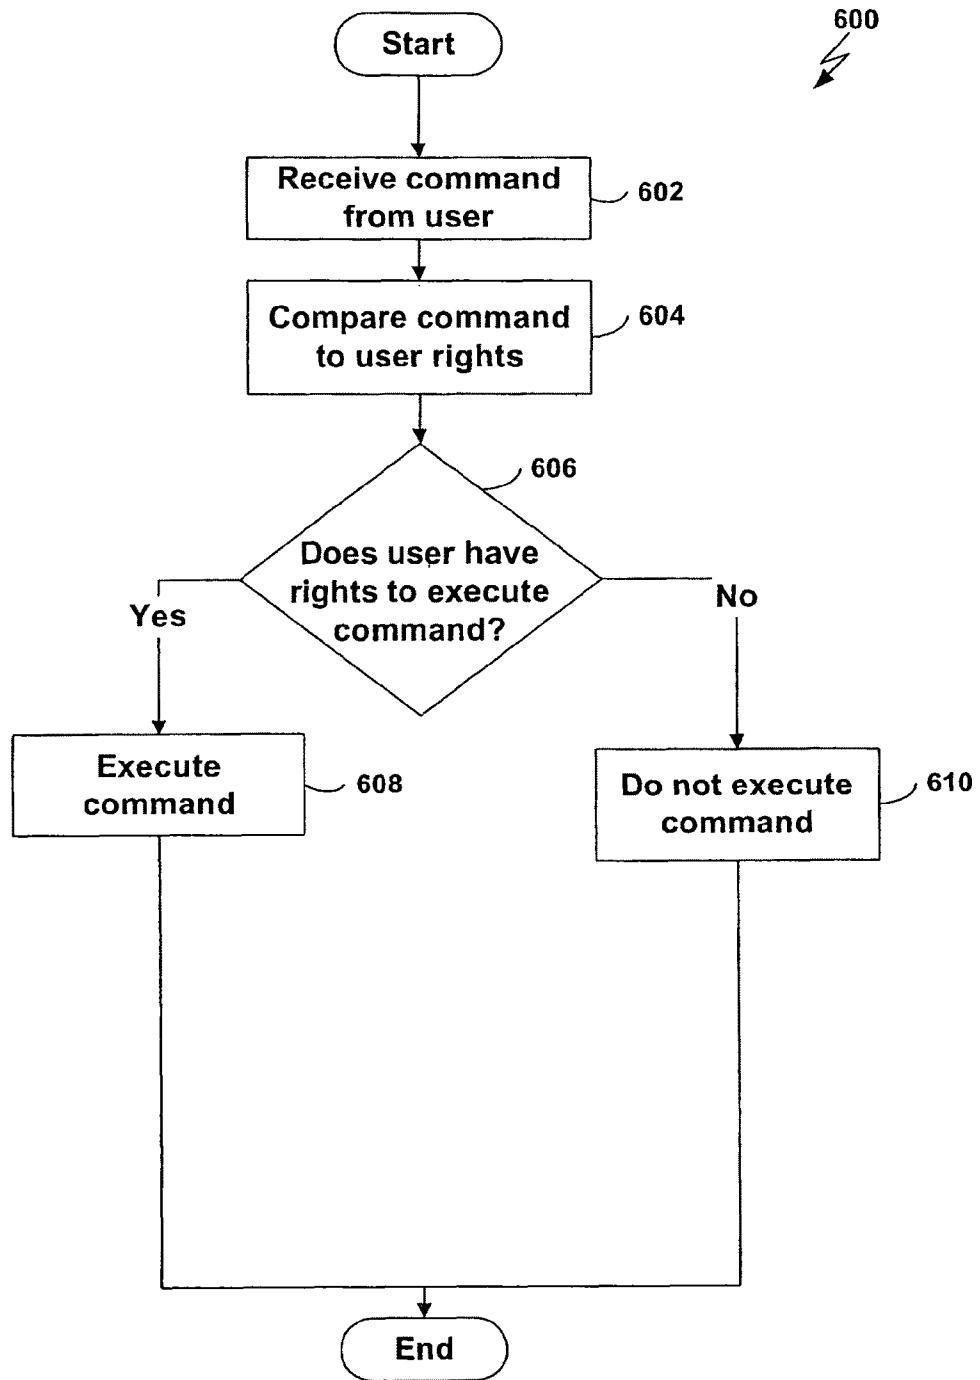 600
Start
Receive command
from user
602
Compare command
to user rights
604
606
Does user have
rights to execute
command?
Yes
No
Execute
command
608
Do not execute
command
610
End